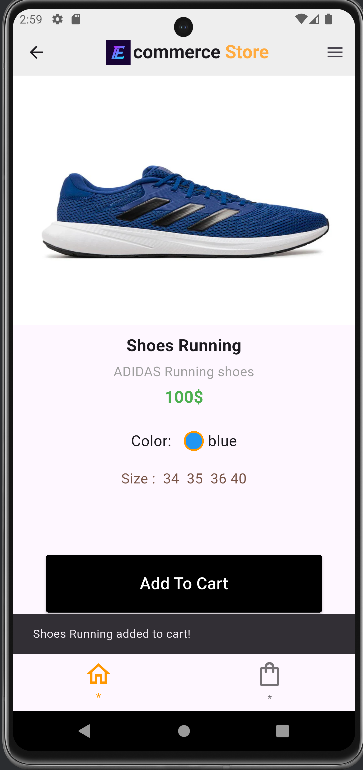 2:59
E commerce Store
Shoes Running
ADIDAS Running shoes
100$
Color: blue
Size : 34 35 36 40
Add To Cart
Shoes Running added to cart!
* *